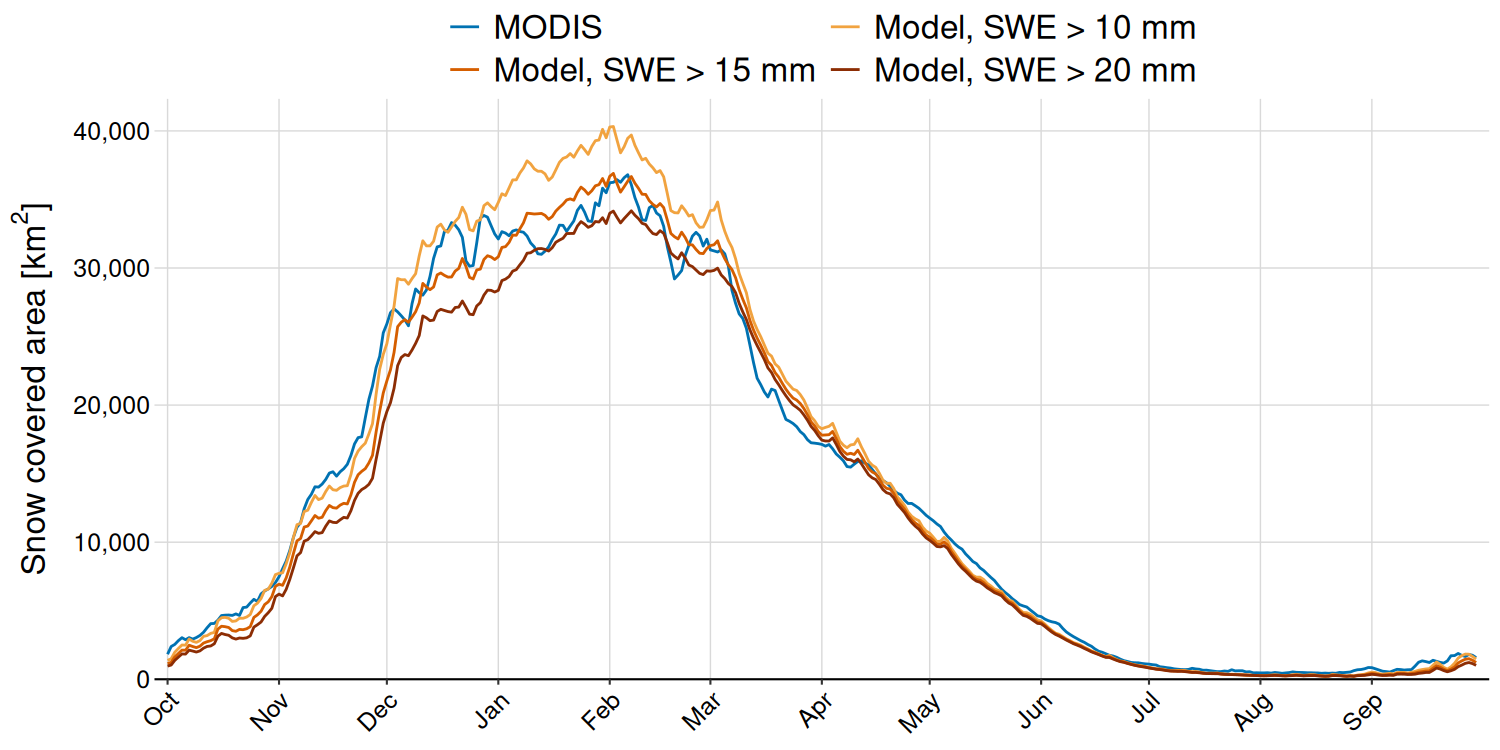 MODIS
Model, SWE > 10 mm
Model, SWE > 15 mm
Model, SWE > 20 mm
Snow covered area [km²]
40,000
30,000
20,000
10,000
0
Oct
Nov
Dec
Jan
Feb
Mar
Apr
May
Jun
Jul
Aug
Sep